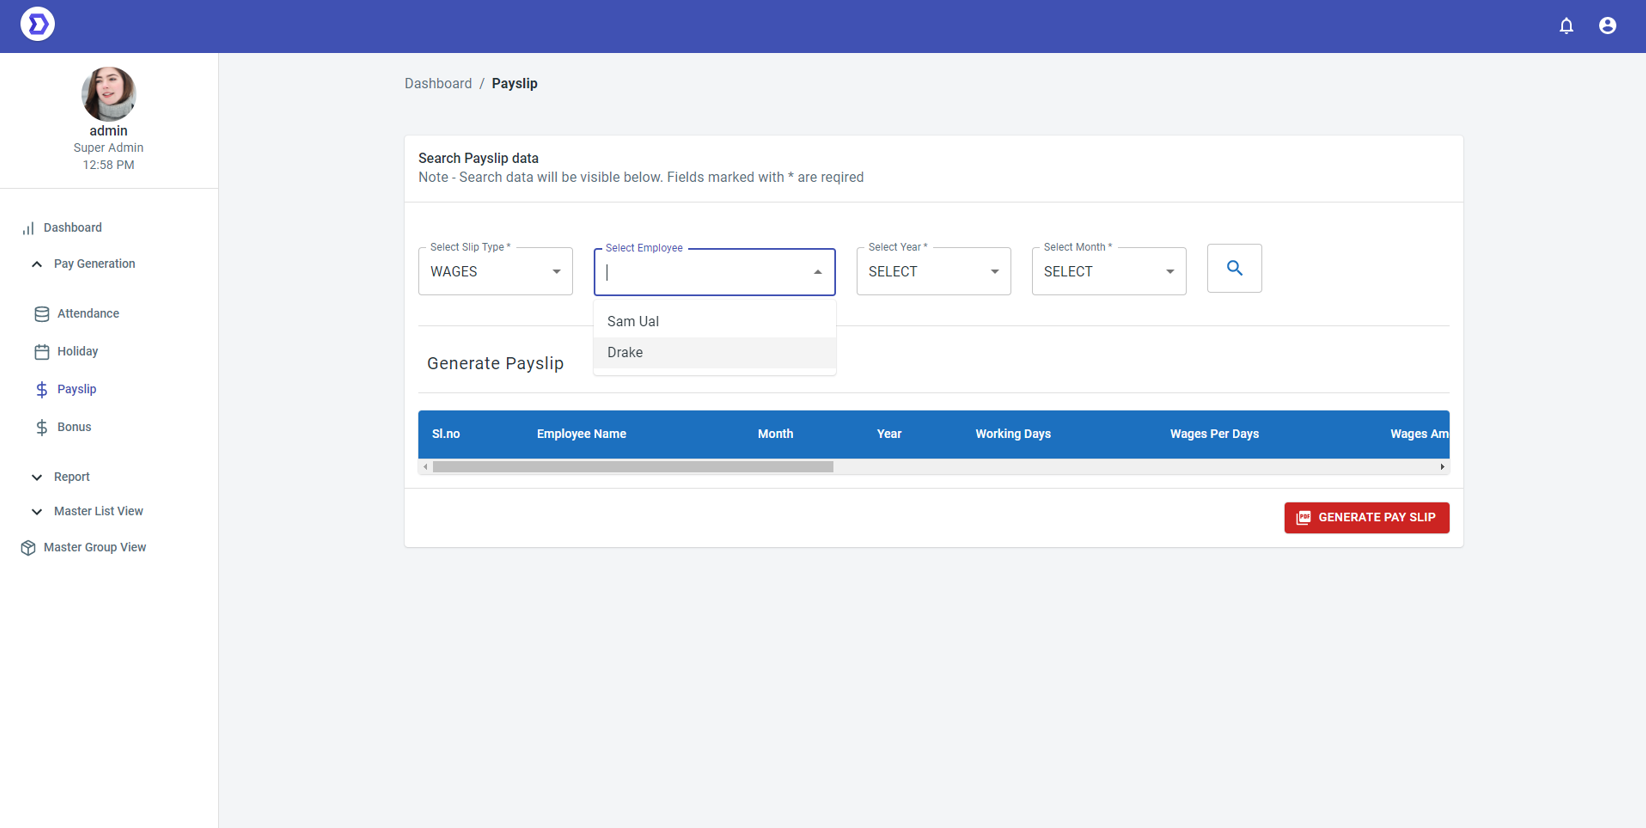 admin
Super Admin
12:58 PM
Dashboard
Pay Generation
Attendance
Holiday
Payslip
Bonus
Report
Master List View
Master Group View
Dashboard / Payslip
Search Payslip data
Note - Search data will be visible below. Fields marked with * are reqired
Select Slip Type *
WAGES
Select Employee
Sam Ual
Drake
Select Year *
SELECT
Select Month *
SELECT
Generate Payslip
Sl.no Employee Name Month Year Working Days Wages Per Days Wages Am
PDF GENERATE PAY SLIP